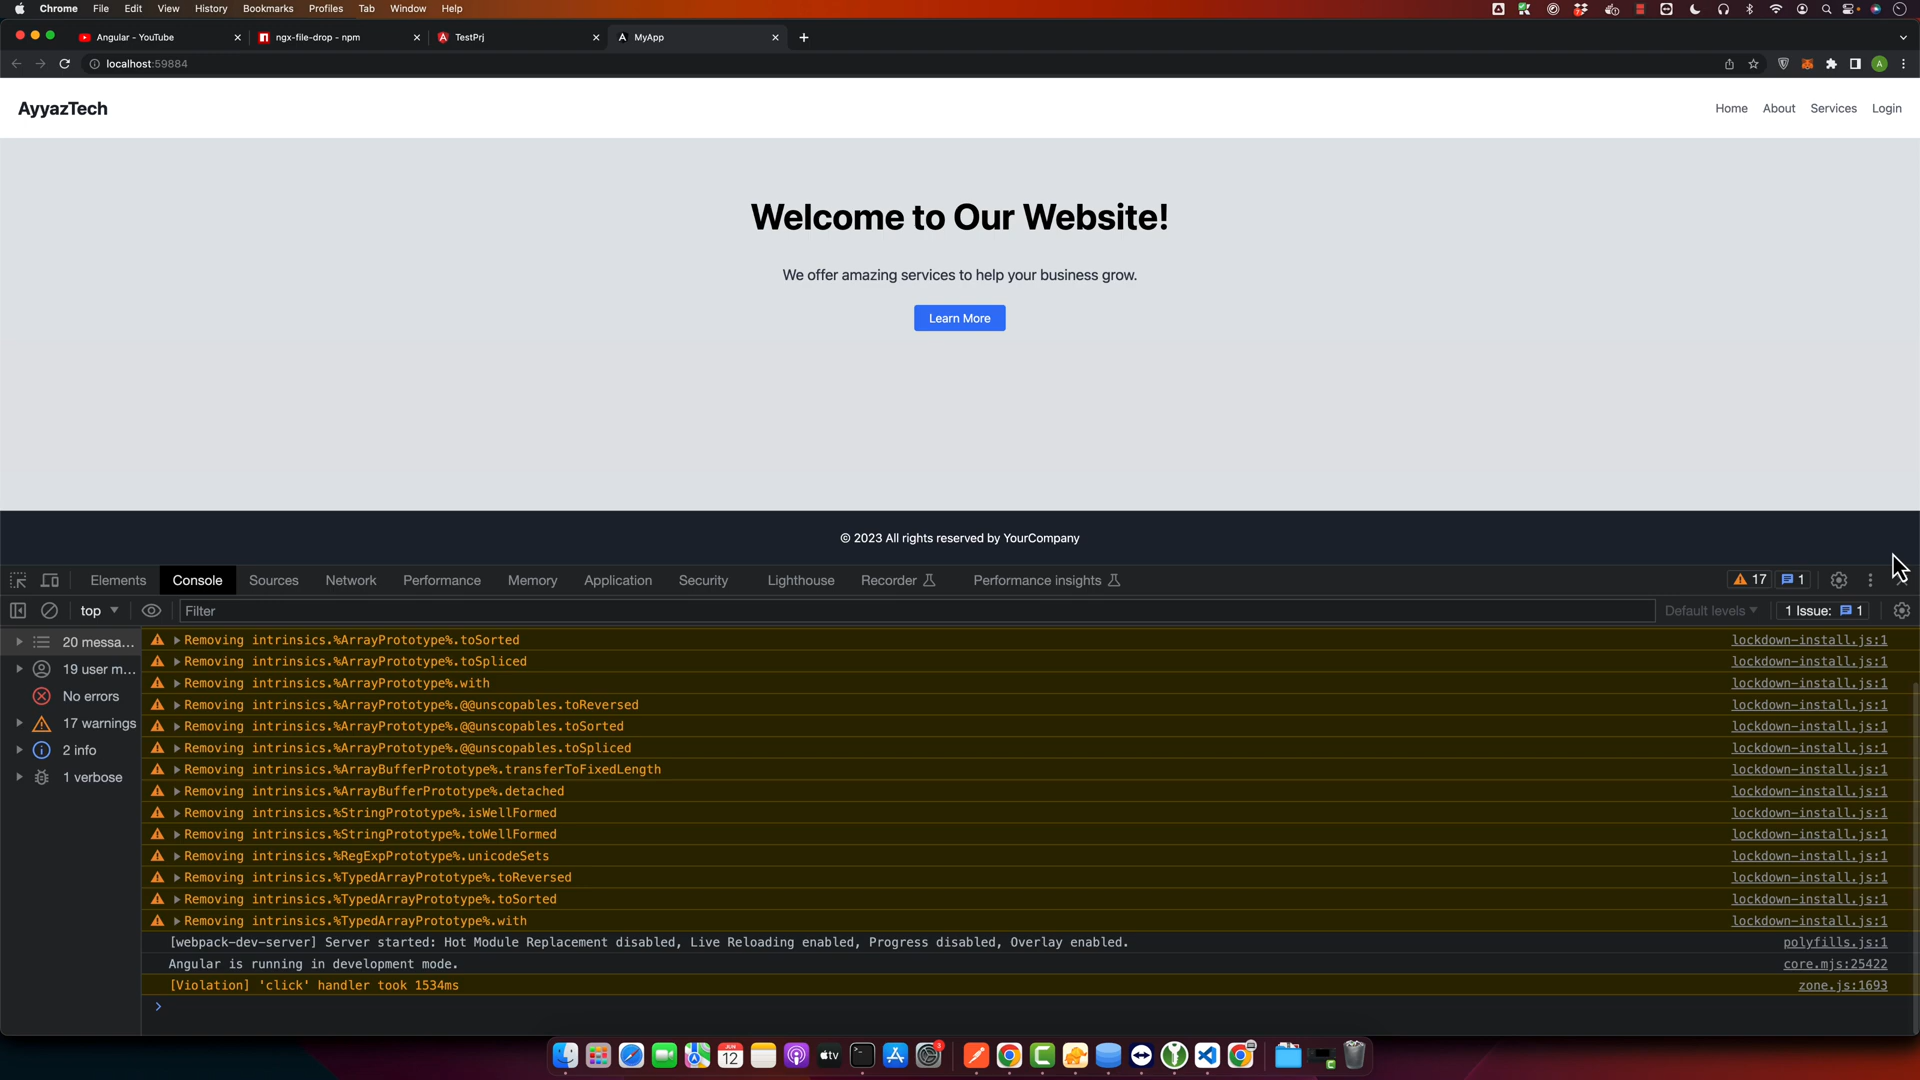 Chrome File Edit View History Bookmarks Profiles Tab Window Help
Angular - YouTube
ngx-file-drop - npm
TestPrj
MyApp
localhost:59884
AyyazTech
Home About Services Login
Welcome to Our Website!
We offer amazing services to help your business grow.
Learn More
© 2023 All rights reserved by YourCompany
Elements Console Sources Network Performance Memory Application Security Lighthouse Recorder Performance insights 17 1
top Filter Default levels 1 Issue: 1
20 messa...
19 user m...
No errors
17 warnings
2 info
1 verbose
Removing intrinsics.%ArrayPrototype%.toSorted lockdown-install.js:1
Removing intrinsics.%ArrayPrototype%.toSpliced lockdown-install.js:1
Removing intrinsics.%ArrayPrototype%.with lockdown-install.js:1
Removing intrinsics.%ArrayPrototype%.@@unscopables.toReversed lockdown-install.js:1
Removing intrinsics.%ArrayPrototype%.@@unscopables.toSorted lockdown-install.js:1
Removing intrinsics.%ArrayPrototype%.@@unscopables.toSpliced lockdown-install.js:1
Removing intrinsics.%ArrayBufferPrototype%.transferToFixedLength lockdown-install.js:1
Removing intrinsics.%ArrayBufferPrototype%.detached lockdown-install.js:1
Removing intrinsics.%StringPrototype%.isWellFormed lockdown-install.js:1
Removing intrinsics.%StringPrototype%.toWellFormed lockdown-install.js:1
Removing intrinsics.%RegExpPrototype%.unicodeSets lockdown-install.js:1
Removing intrinsics.%TypedArrayPrototype%.toReversed lockdown-install.js:1
Removing intrinsics.%TypedArrayPrototype%.toSorted lockdown-install.js:1
Removing intrinsics.%TypedArrayPrototype%.with lockdown-install.js:1
[webpack-dev-server] Server started: Hot Module Replacement disabled, Live Reloading enabled, Progress disabled, Overlay enabled. polyfills.js:1
Angular is running in development mode. core.mjs:25422
[Violation] 'click' handler took 1534ms zone.js:1693
JUN
12
tv
3